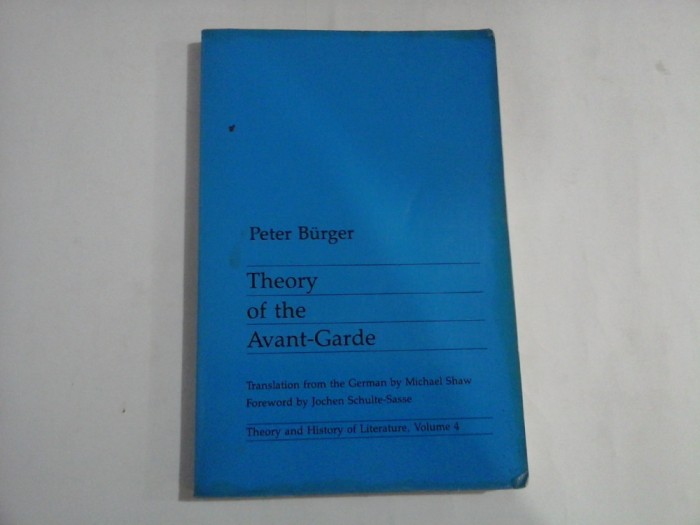 Peter Bürger
Theory
of the
Avant-Garde
Translation from the German by Michael Shaw
Foreword by Jochen Schulte-Sasse
Theory and History of Literature, Volume 4